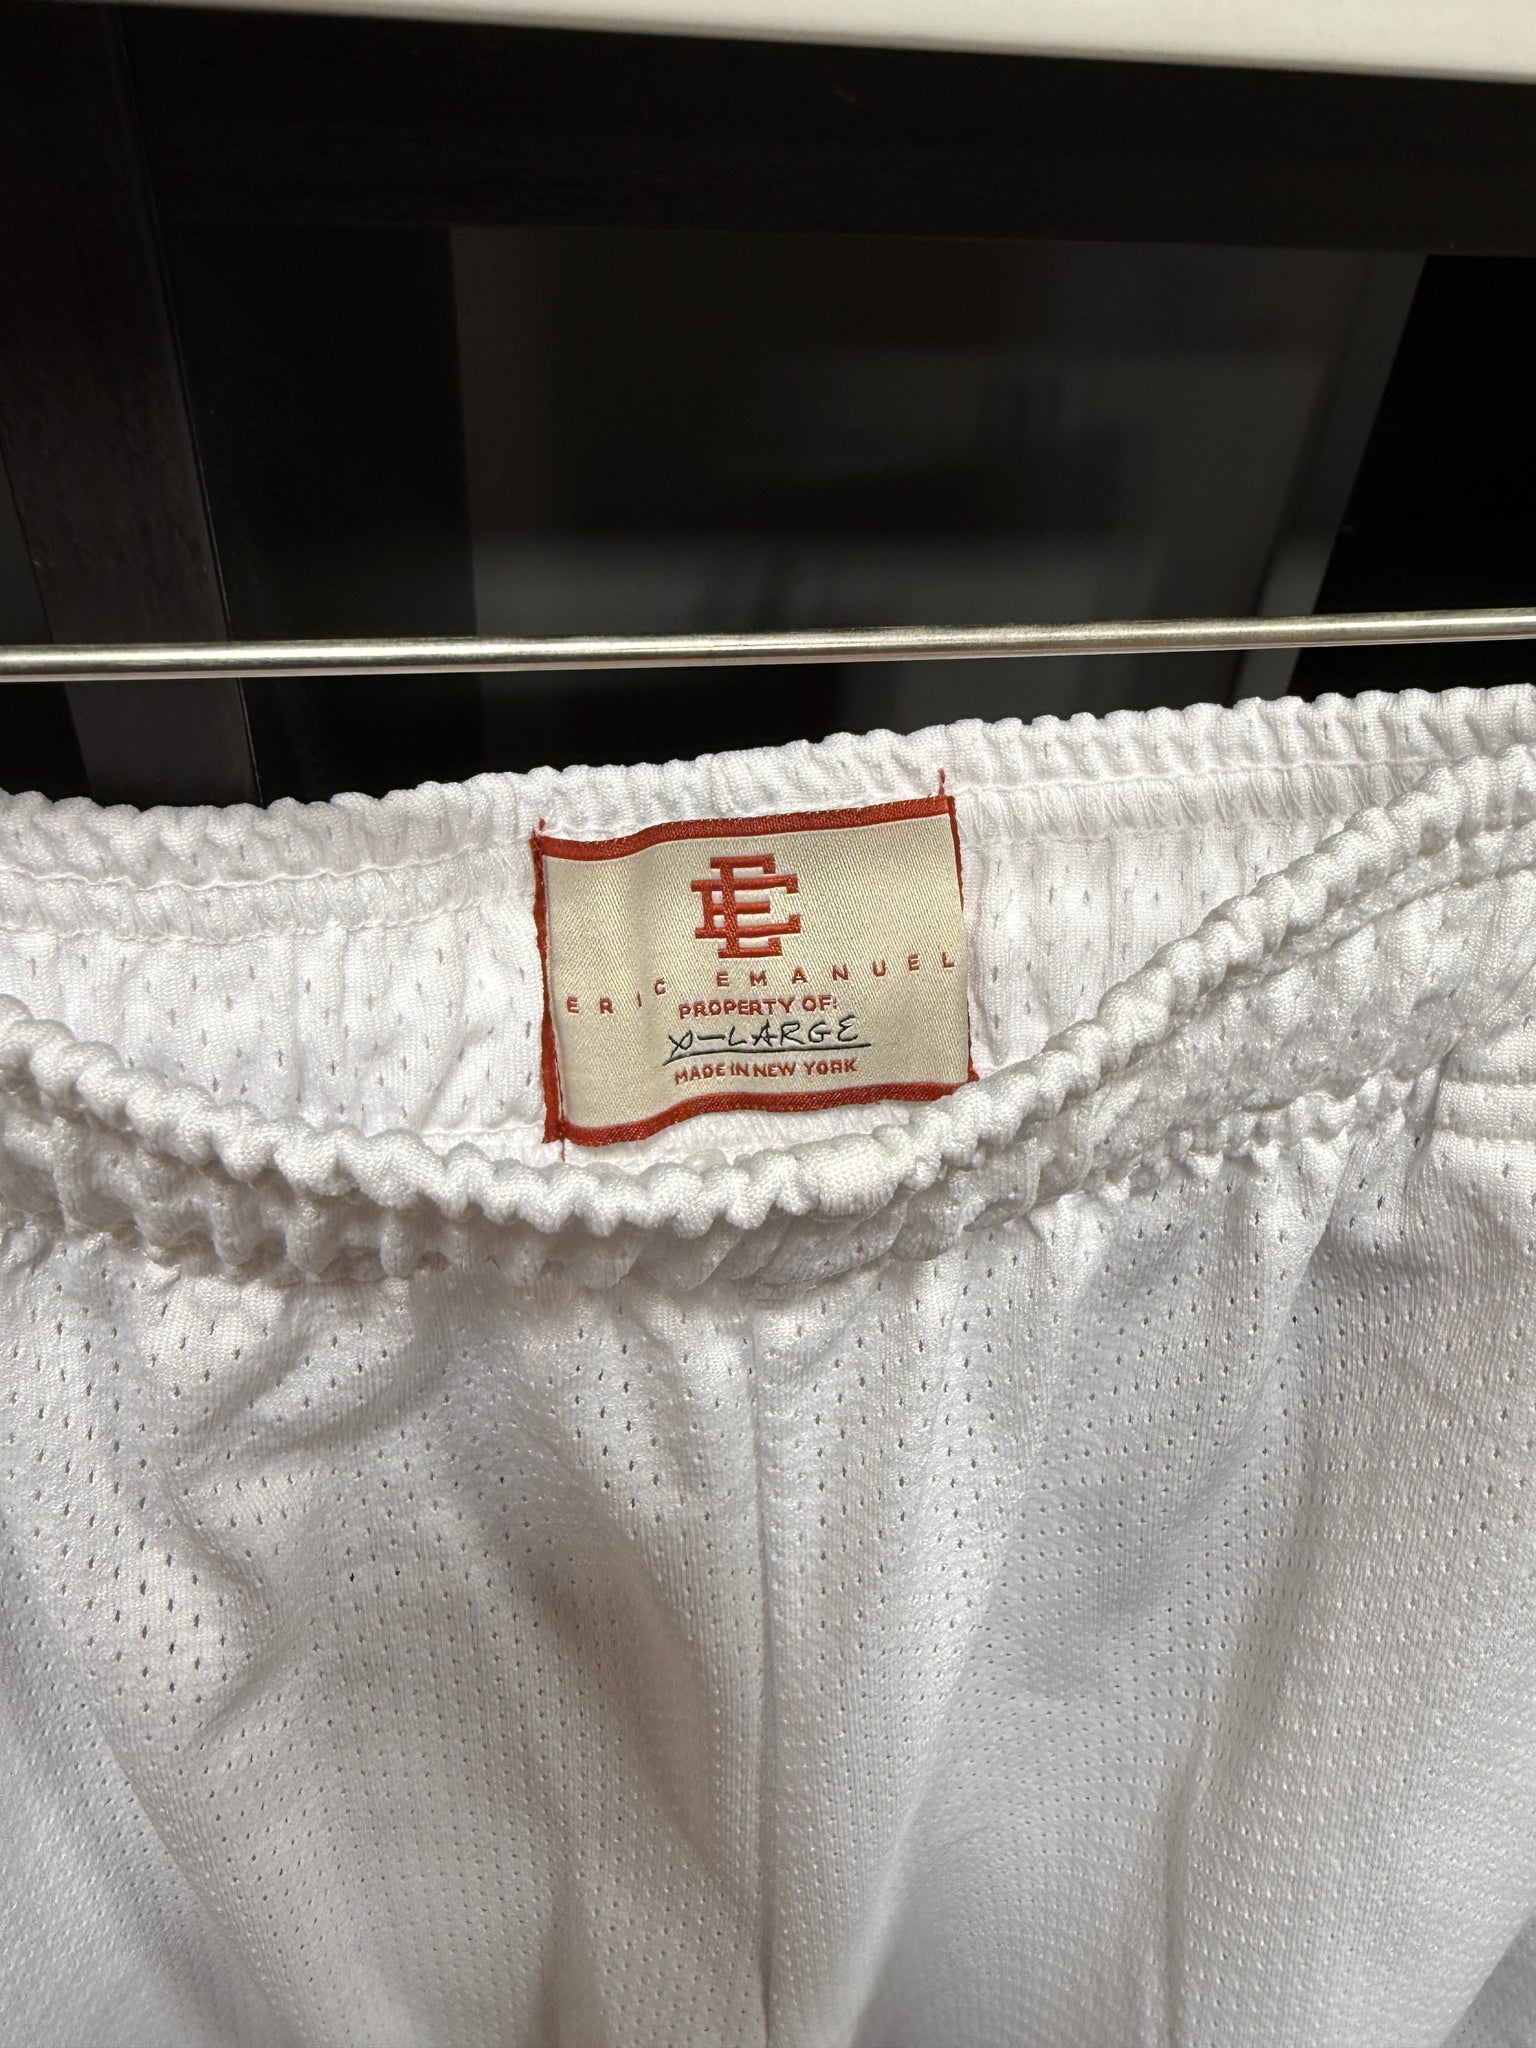 EE
ERIC EMANUEL
PROPERTY OF:
X-LARGE
MADE IN NEW YORK